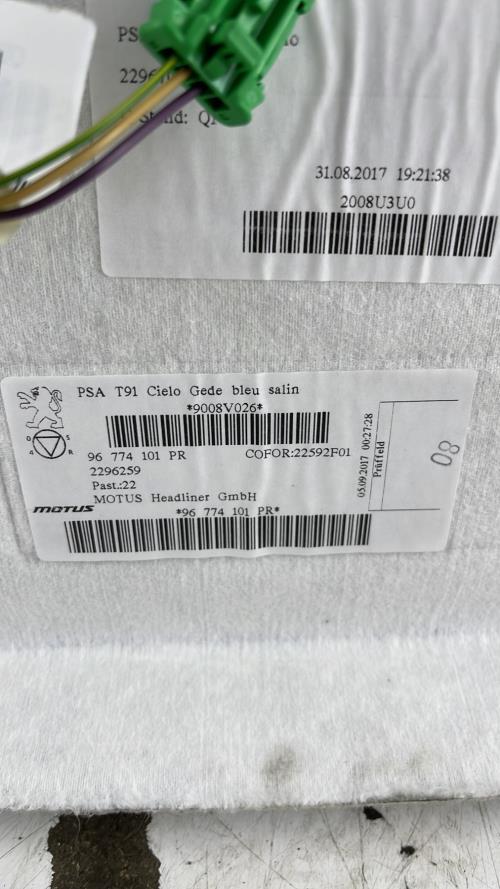 PS
2296
31.08.2017 19:21:38
2008U3U0
PSA T91 Cielo Gede bleu salin
*9008V026*
96 774 101 PR COFOR:22592F01
2296259
Past.:22
MOTUS Headliner GmbH
motus *96 774 101 PR*
05.09.2017 00:27:28
Prüffeld
08